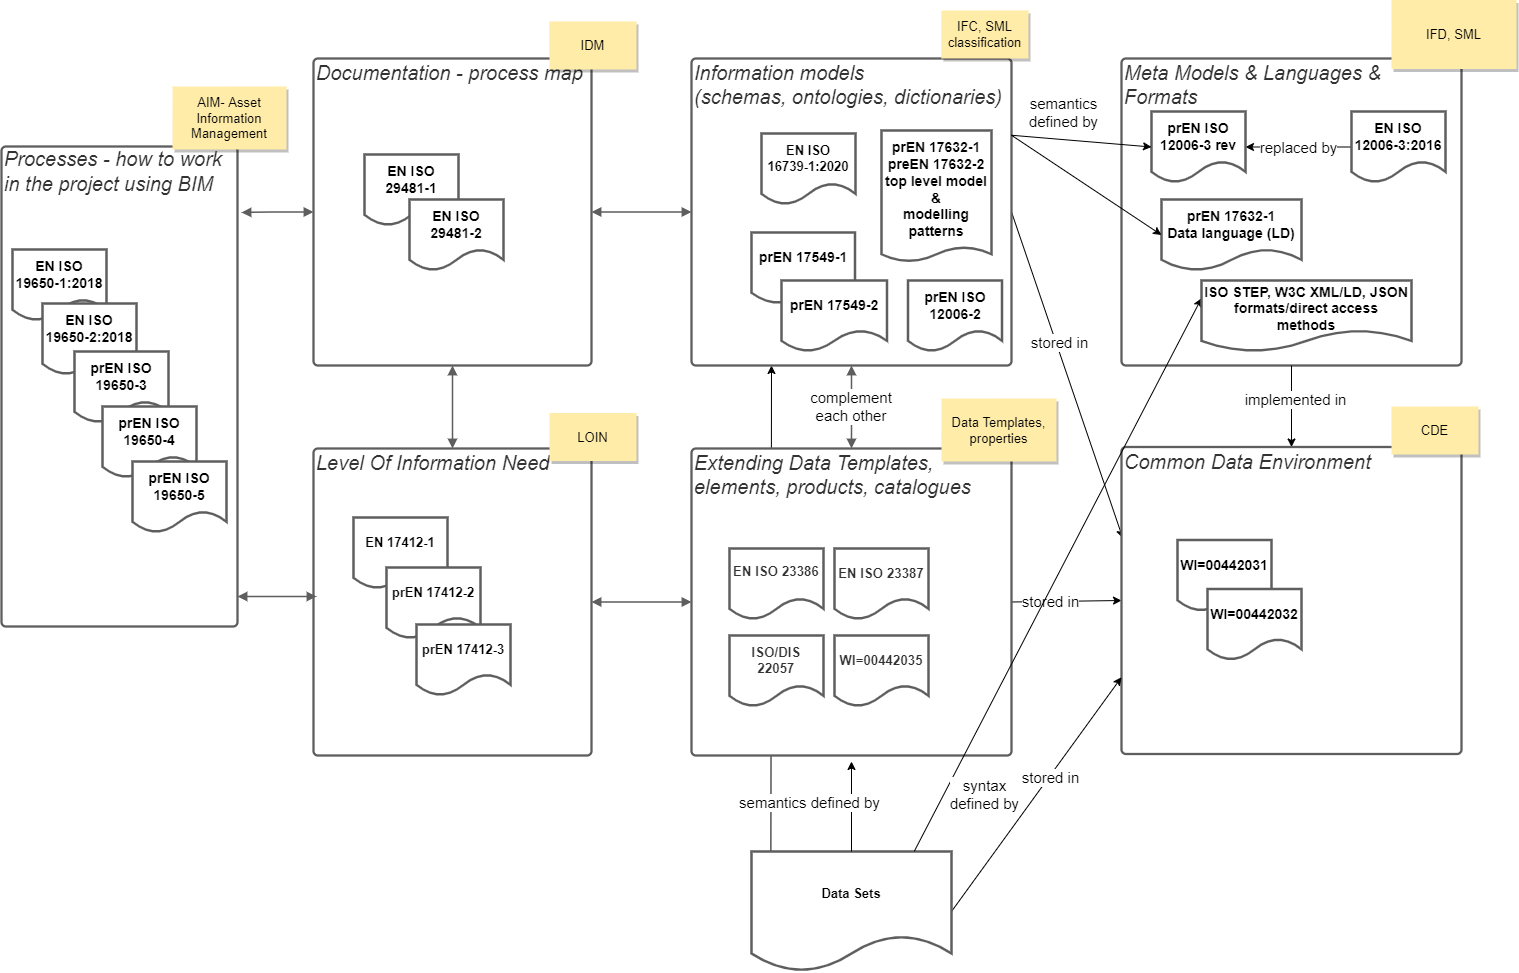 AIM- Asset
Information
Management
Processes - how to work
in the project using BIM
EN ISO
19650-1:2018
EN ISO
19650-2:2018
prEN ISO
19650-3
prEN ISO
19650-4
prEN ISO
19650-5
IDM
Documentation - process map
EN ISO
29481-1
EN ISO
29481-2
LOIN
Level Of Information Need
EN 17412-1
prEN 17412-2
prEN 17412-3
IFC, SML
classification
Information models
(schemas, ontologies, dictionaries)
EN ISO
16739-1:2020
prEN 17632-1
preEN 17632-2
top level model
&
modelling
patterns
prEN 17549-1
prEN 17549-2
prEN ISO
12006-2
complement
each other
Data Templates,
properties
Extending Data Templates,
elements, products, catalogues
EN ISO 23386
EN ISO 23387
ISO/DIS
22057
WI=00442035
semantics defined by
Data Sets
syntax
defined by
stored in
stored in
stored in
semantics
defined by
IFD, SML
Meta Models & Languages &
Formats
prEN ISO
12006-3 rev
replaced by
EN ISO
12006-3:2016
prEN 17632-1
Data language (LD)
ISO STEP, W3C XML/LD, JSON
formats/direct access
methods
implemented in
CDE
Common Data Environment
WI=00442031
WI=00442032